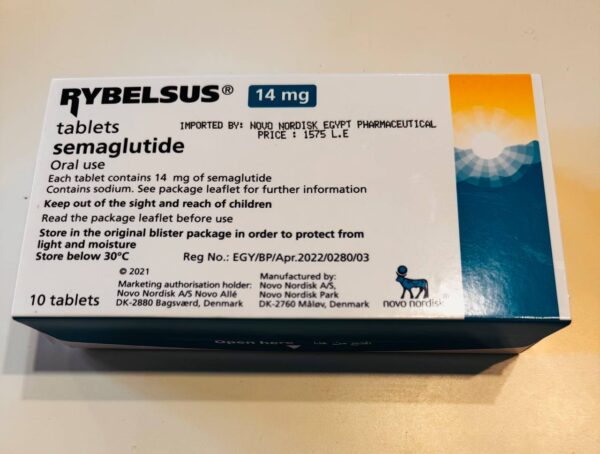 RYBELSUS® 14 mg
tablets
IMPORTED BY: NOVO NORDISK EGYPT PHARMACEUTICAL
PRICE : 1575 L.E
semaglutide
Oral use
Each tablet contains 14 mg of semaglutide
Contains sodium. See package leaflet for further information
Keep out of the sight and reach of children
Read the package leaflet before use
Store in the original blister package in order to protect from
light and moisture
Store below 30°C
Reg No.: EGY/BP/Apr.2022/0280/03
© 2021
Marketing authorisation holder:
Novo Nordisk A/S Novo Allé
DK-2880 Bagsværd, Denmark
Manufactured by:
Novo Nordisk A/S,
Novo Nordisk Park
DK-2760 Måløv, Denmark
10 tablets
novo nordisk®
Open here
افتح من هنا